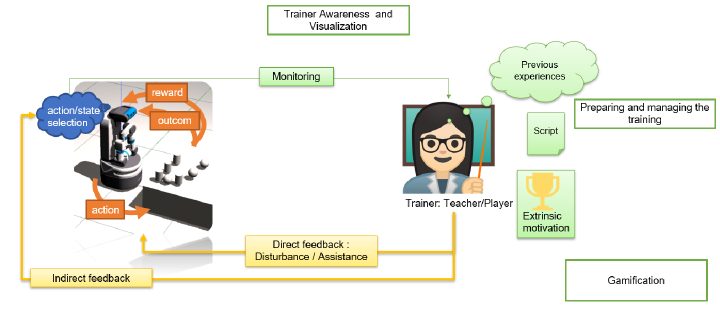 Trainer Awareness and
Visualization
Monitoring
Previous
experiences
reward
action/state
selection
outcom
Preparing and managing the
training
Script
action
Trainer: Teacher/Player
Extrinsic
motivation
Direct feedback :
Disturbance / Assistance
Indirect feedback
Gamification